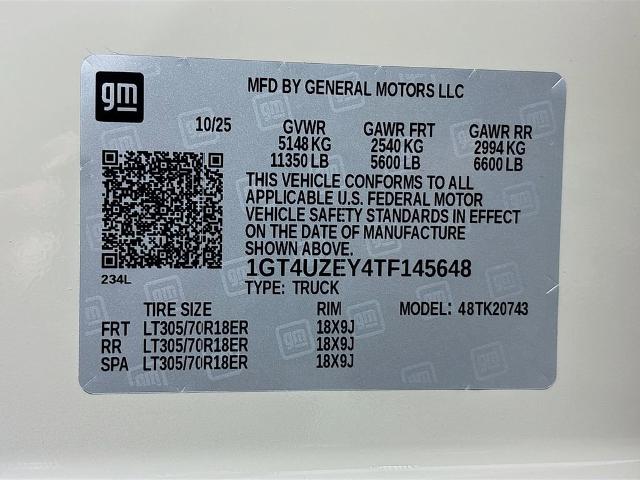 gm
MFD BY GENERAL MOTORS LLC
10/25 GVWR GAWR FRT GAWR RR
5148 KG 2540 KG 2994 KG
11350 LB 5600 LB 6600 LB
THIS VEHICLE CONFORMS TO ALL
APPLICABLE U.S. FEDERAL MOTOR
VEHICLE SAFETY STANDARDS IN EFFECT
ON THE DATE OF MANUFACTURE
SHOWN ABOVE.
234L
1GT4UZEY4TF145648
TYPE: TRUCK
TIRE SIZE RIM MODEL: 48TK20743
FRT LT305/70R18ER 18X9J
RR LT305/70R18ER 18X9J
SPA LT305/70R18ER 18X9J